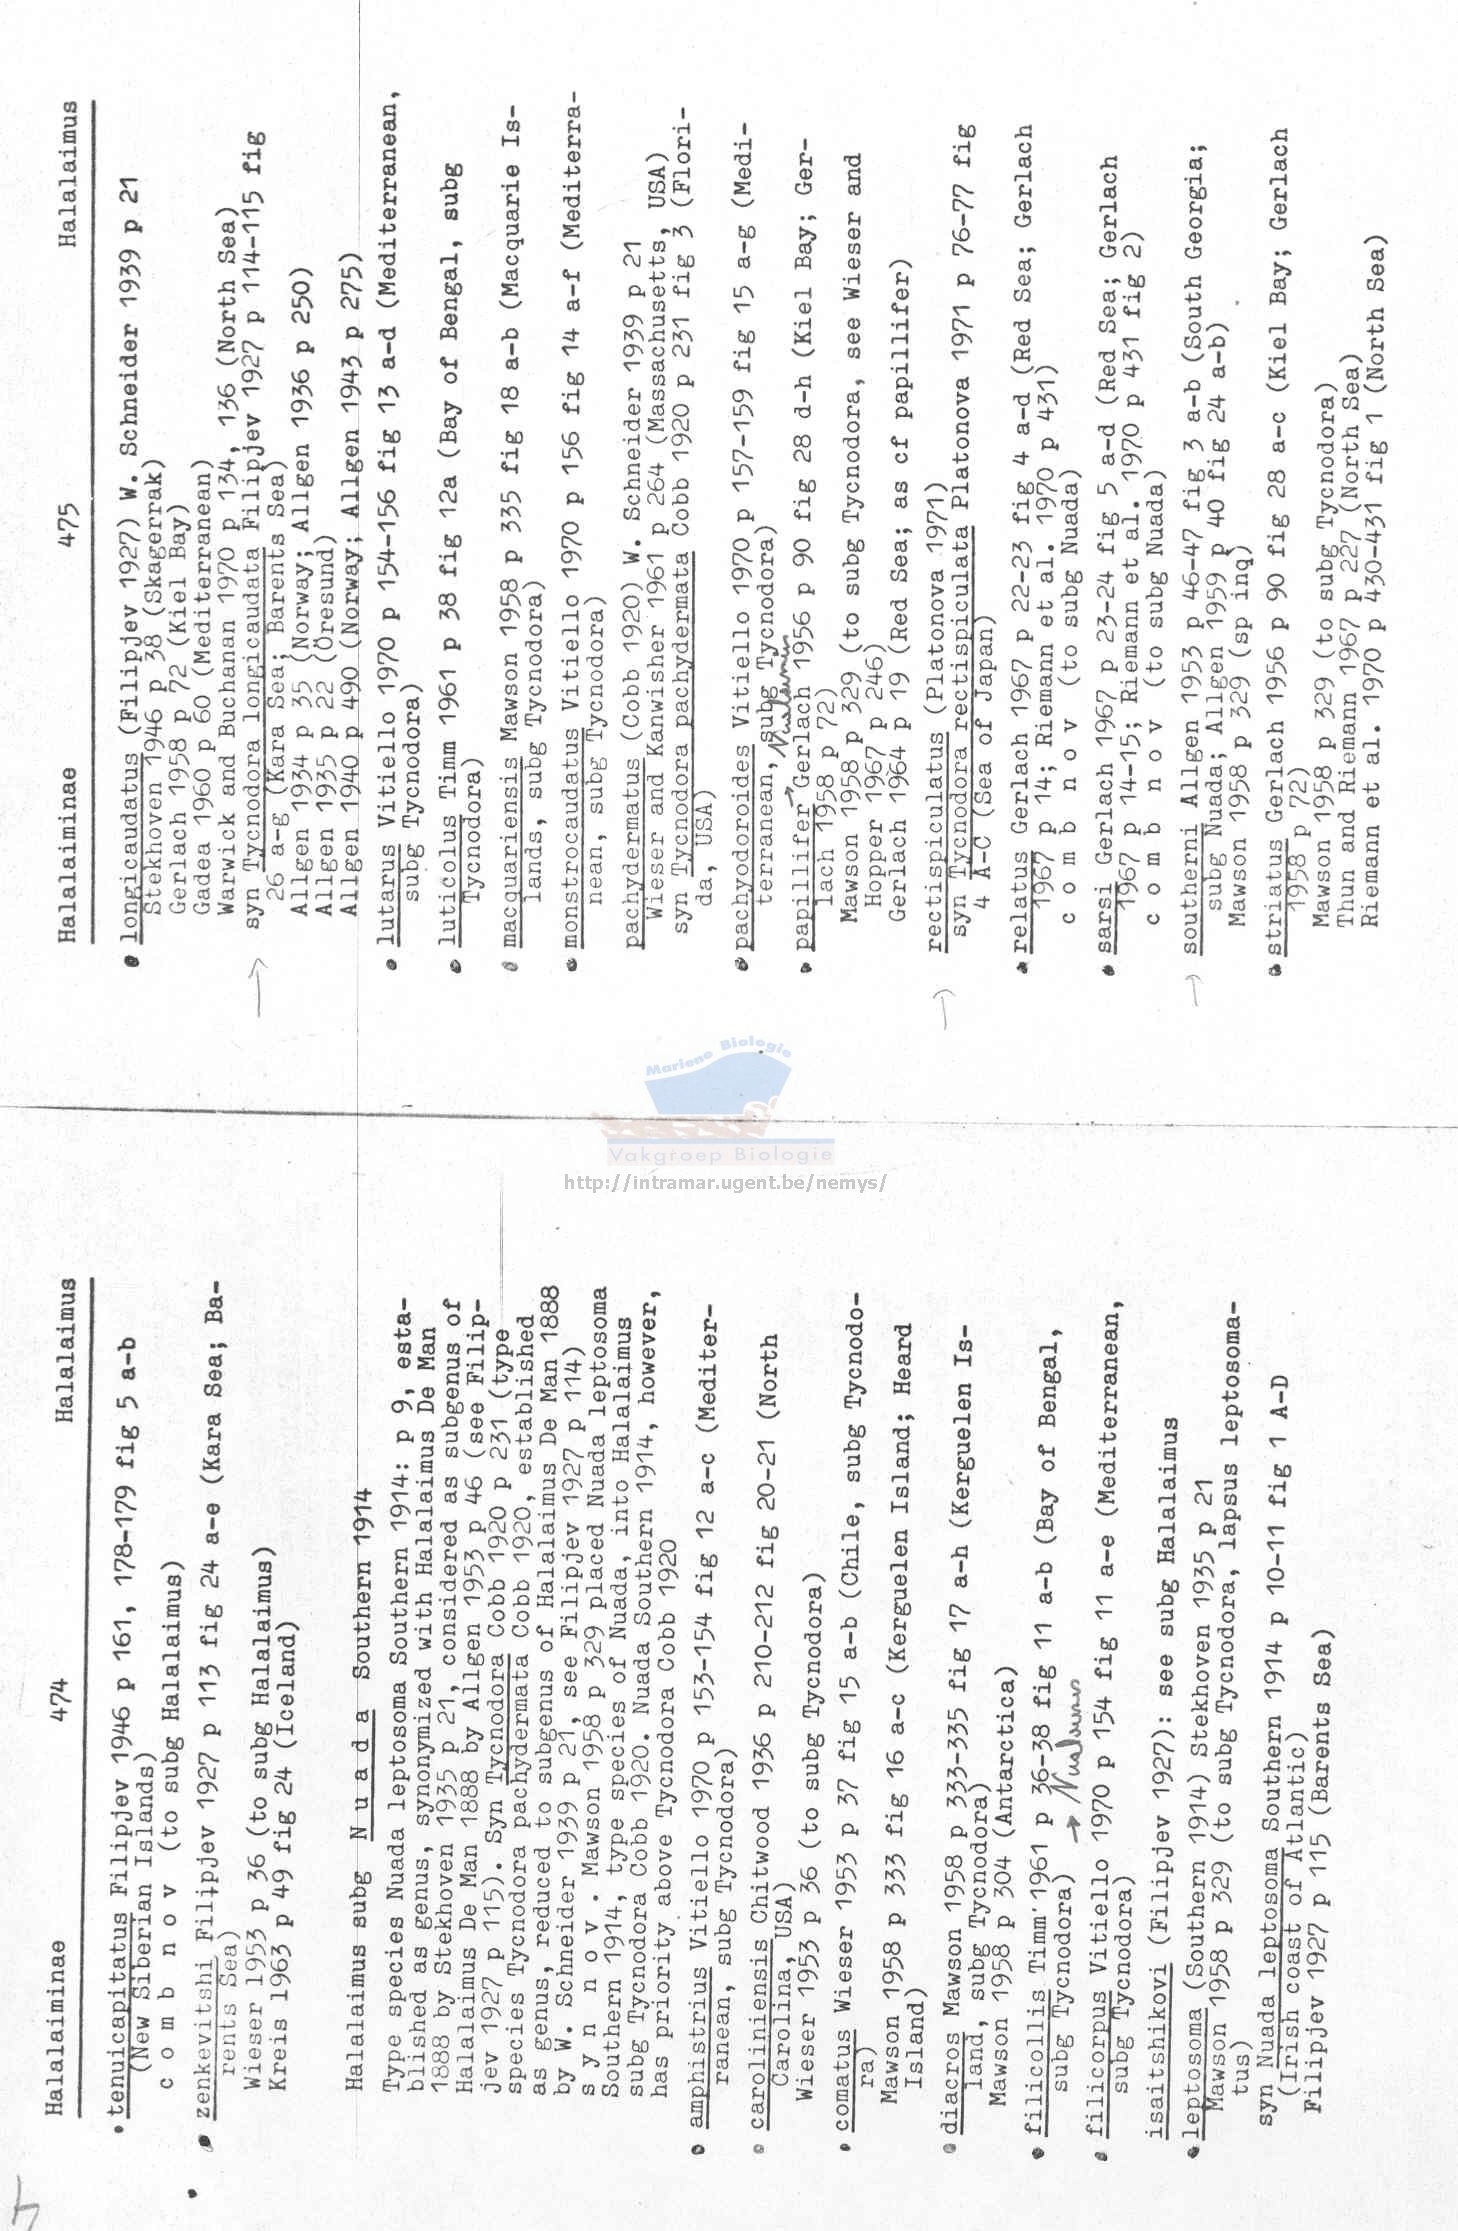 Halalaiminae 474 Halalaimus
tenuicapitatus Filipjev 1946 p 161, 178-179 fig 5 a-b
(New Siberian Islands)
c o m b n o v (to subg Halalaimus)
zenkevitshi Filipjev 1927 p 113 fig 24 a-e (Kara Sea; Ba-
rents Sea)
Wieser 1953 p 36 (to subg Halalaimus)
Kreis 1963 p 49 fig 24 (Iceland)
Halalaimus subg N u a d a Southern 1914
Type species Nuada leptosoma Southern 1914: p 9, esta-
blished as genus, synonymized with Halalaimus De Man
1888 by Stekhoven 1935 p 21, considered as subgenus of
Halalaimus De Man 1888 by Allgen 1953 p 46 (see Filip-
jev 1927 p 115). Syn Tycnodora Cobb 1920 p 231 (type
species Tycnodora pachydermata Cobb 1920, established
as genus, reduced to subgenus of Halalaimus De Man 1888
by W. Schneider 1939 p 21, see Filipjev 1927 p 114)
s y n n o v . Mawson 1958 p 329 placed Nuada leptosoma
Southern 1914, type species of Nuada, into Halalaimus
subg Tycnodora Cobb 1920. Nuada Southern 1914, however,
has priority above Tycnodora Cobb 1920
amphistrius Vitiello 1970 p 153-154 fig 12 a-c (Mediter-
ranean, subg Tycnodora)
caroliniensis Chitwood 1936 p 210-212 fig 20-21 (North
Carolina, USA)
Wieser 1953 p 36 (to subg Tycnodora)
comatus Wieser 1953 p 37 fig 15 a-b (Chile, subg Tycnodo-
ra)
Mawson 1958 p 333 fig 16 a-c (Kerguelen Island; Heard
Island)
diacros Mawson 1958 p 333-335 fig 17 a-h (Kerguelen Is-
land, subg Tycnodora)
Mawson 1958 p 304 (Antarctica)
filicollis Timm 1961 p 36-38 fig 11 a-b (Bay of Bengal,
subg Tycnodora)
filicorpus Vitiello 1970 p 154 fig 11 a-e (Mediterranean,
subg Tycnodora)
isaitshikovi (Filipjev 1927): see subg Halalaimus
leptosoma (Southern 1914) Stekhoven 1935 p 21
Mawson 1958 p 329 (to subg Tycnodora, lapsus leptosoma-
tus)
syn Nuada leptosoma Southern 1914 p 10-11 fig 1 A-D
(Irish coast of Atlantic)
Filipjev 1927 p 115 (Barents Sea)
Halalaiminae 475 Halalaimus
longicaudatus (Filipjev 1927) W. Schneider 1939 p 21
Stekhoven 1946 p 38 (Skagerrak)
Gerlach 1958 p 72 (Kiel Bay)
Gadea 1960 p 60 (Mediterranean)
Warwick and Buchanan 1970 p 134, 136 (North Sea)
→ syn Tycnodora longicaudata Filipjev 1927 p 114-115 fig
26 a-g (Kara Sea; Barents Sea)
Allgen 1934 p 35 (Norway; Allgen 1936 p 250)
Allgen 1935 p 22 (Öresund)
Allgen 1940 p 490 (Norway; Allgen 1943 p 275)
lutarus Vitiello 1970 p 154-156 fig 13 a-d (Mediterranean,
subg Tycnodora)
luticolus Timm 1961 p 38 fig 12a (Bay of Bengal, subg
Tycnodora)
macquariensis Mawson 1958 p 335 fig 18 a-b (Macquarie Is-
lands, subg Tycnodora)
monstrocaudatus Vitiello 1970 p 156 fig 14 a-f (Mediterra-
nean, subg Tycnodora)
pachydermatus (Cobb 1920) W. Schneider 1939 p 21
Wieser and Kanwisher 1961 p 264 (Massachusetts, USA)
syn Tycnodora pachydermata Cobb 1920 p 231 fig 3 (Flori-
da, USA)
pachyodoroides Vitiello 1970 p 157-159 fig 15 a-g (Medi-
terranean, subg Tycnodora)
papillifer Gerlach 1956 p 90 fig 28 d-h (Kiel Bay; Ger-
lach 1958 p 72)
Mawson 1958 p 329 (to subg Tycnodora, see Wieser and
Hopper 1967 p 246)
Gerlach 1964 p 19 (Red Sea; as cf papillifer)
→ rectispiculatus (Platonova 1971)
syn Tycnodora rectispiculata Platonova 1971 p 76-77 fig
4 A-C (Sea of Japan)
relatus Gerlach 1967 p 22-23 fig 4 a-d (Red Sea; Gerlach
1967 p 14; Riemann et al. 1970 p 431)
c o m b n o v (to subg Nuada)
sarsi Gerlach 1967 p 23-24 fig 5 a-d (Red Sea; Gerlach
1967 p 14-15; Riemann et al. 1970 p 431 fig 2)
c o m b n o v (to subg Nuada)
→ southerni Allgen 1953 p 46-47 fig 3 a-b (South Georgia;
subg Nuada; Allgen 1959 p 40 fig 24 a-b)
Mawson 1958 p 329 (sp inq)
striatus Gerlach 1956 p 90 fig 28 a-c (Kiel Bay; Gerlach
1958 p 72)
Mawson 1958 p 329 (to subg Tycnodora)
Thun and Riemann 1967 p 227 (North Sea)
Riemann et al. 1970 p 430-431 fig 1 (North Sea)
Mariene Biologie
Vakgroep Biologie
http://intramar.ugent.be/nemys/